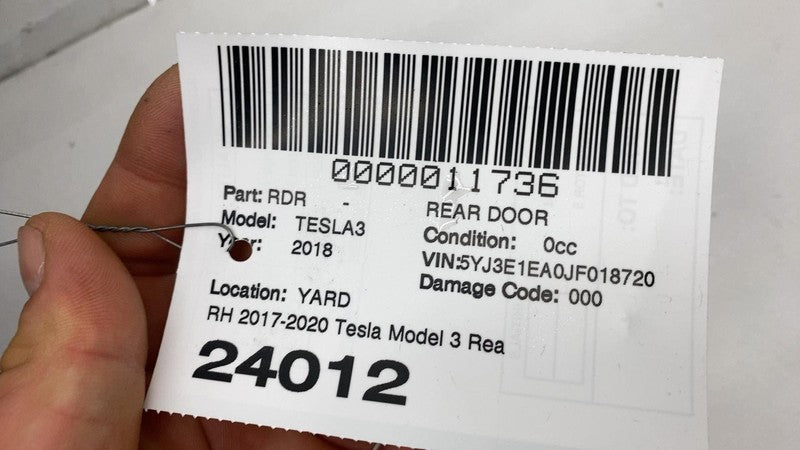 0000011736
Part: RDR - REAR DOOR
Model: TESLA3 Condition: 0cc
Year: 2018 VIN:5YJ3E1EA0JF018720
Damage Code: 000
Location: YARD
RH 2017-2020 Tesla Model 3 Rea
24012